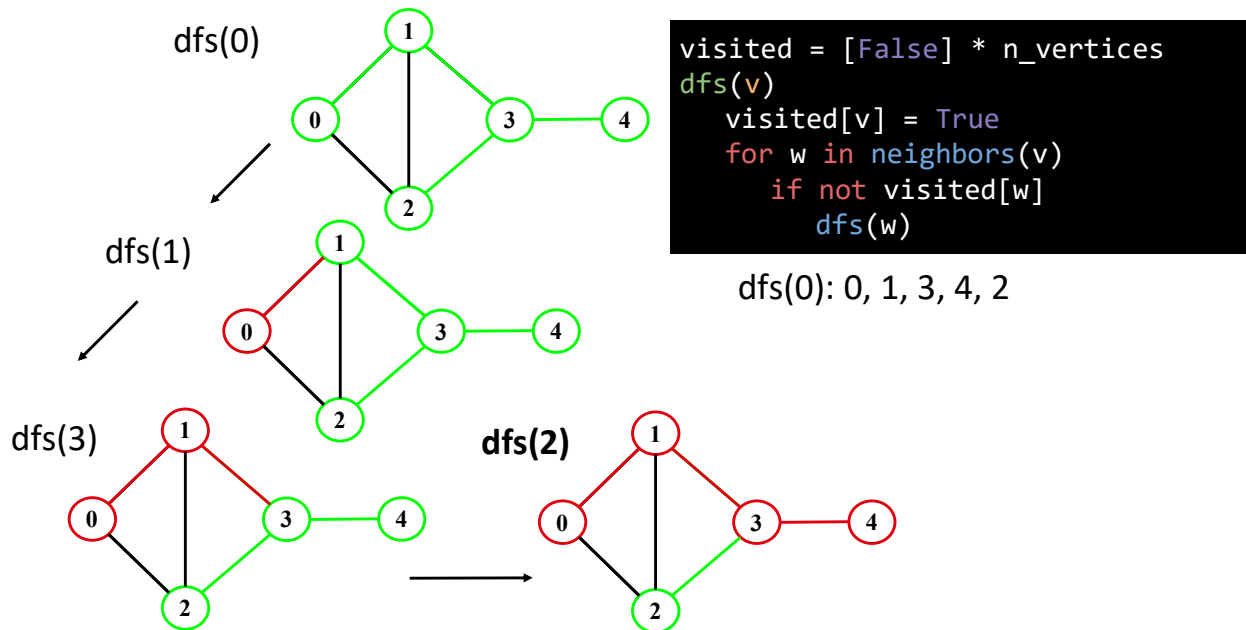 dfs(0)
1
0
3
4
2
visited = [False] * n_vertices
dfs(v)
visited[v] = True
for w in neighbors(v)
if not visited[w]
dfs(w)
dfs(0): 0, 1, 3, 4, 2
dfs(1)
1
0
3
4
2
dfs(3)
1
0
3
4
2
dfs(2)
1
0
3
4
2